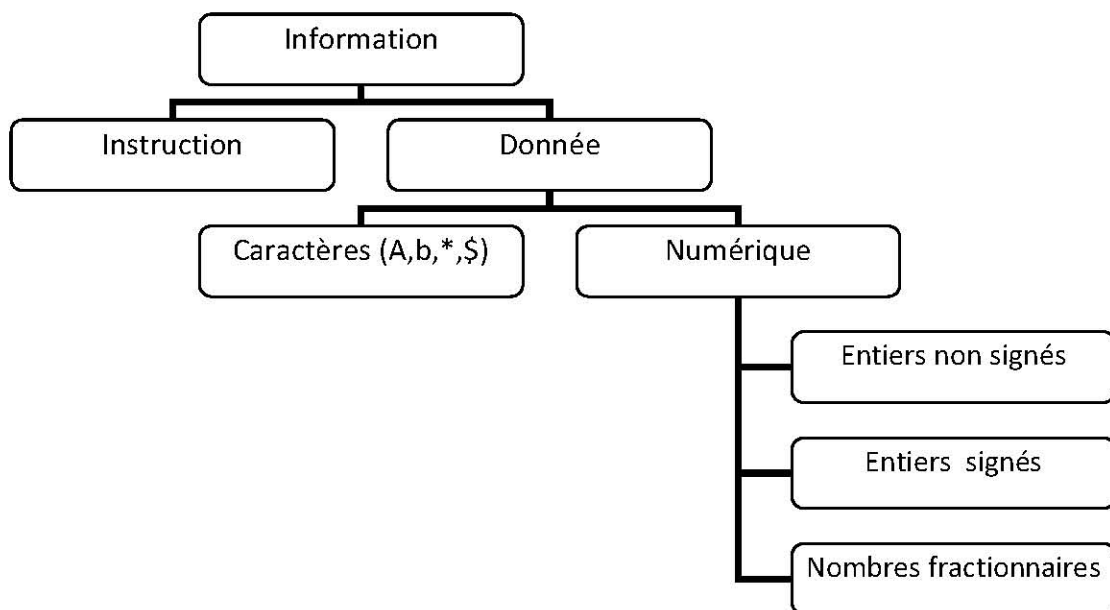 Information
Instruction
Donnée
Caractères (A,b,*,$)
Numérique
Entiers non signés
Entiers  signés
Nombres fractionnaires